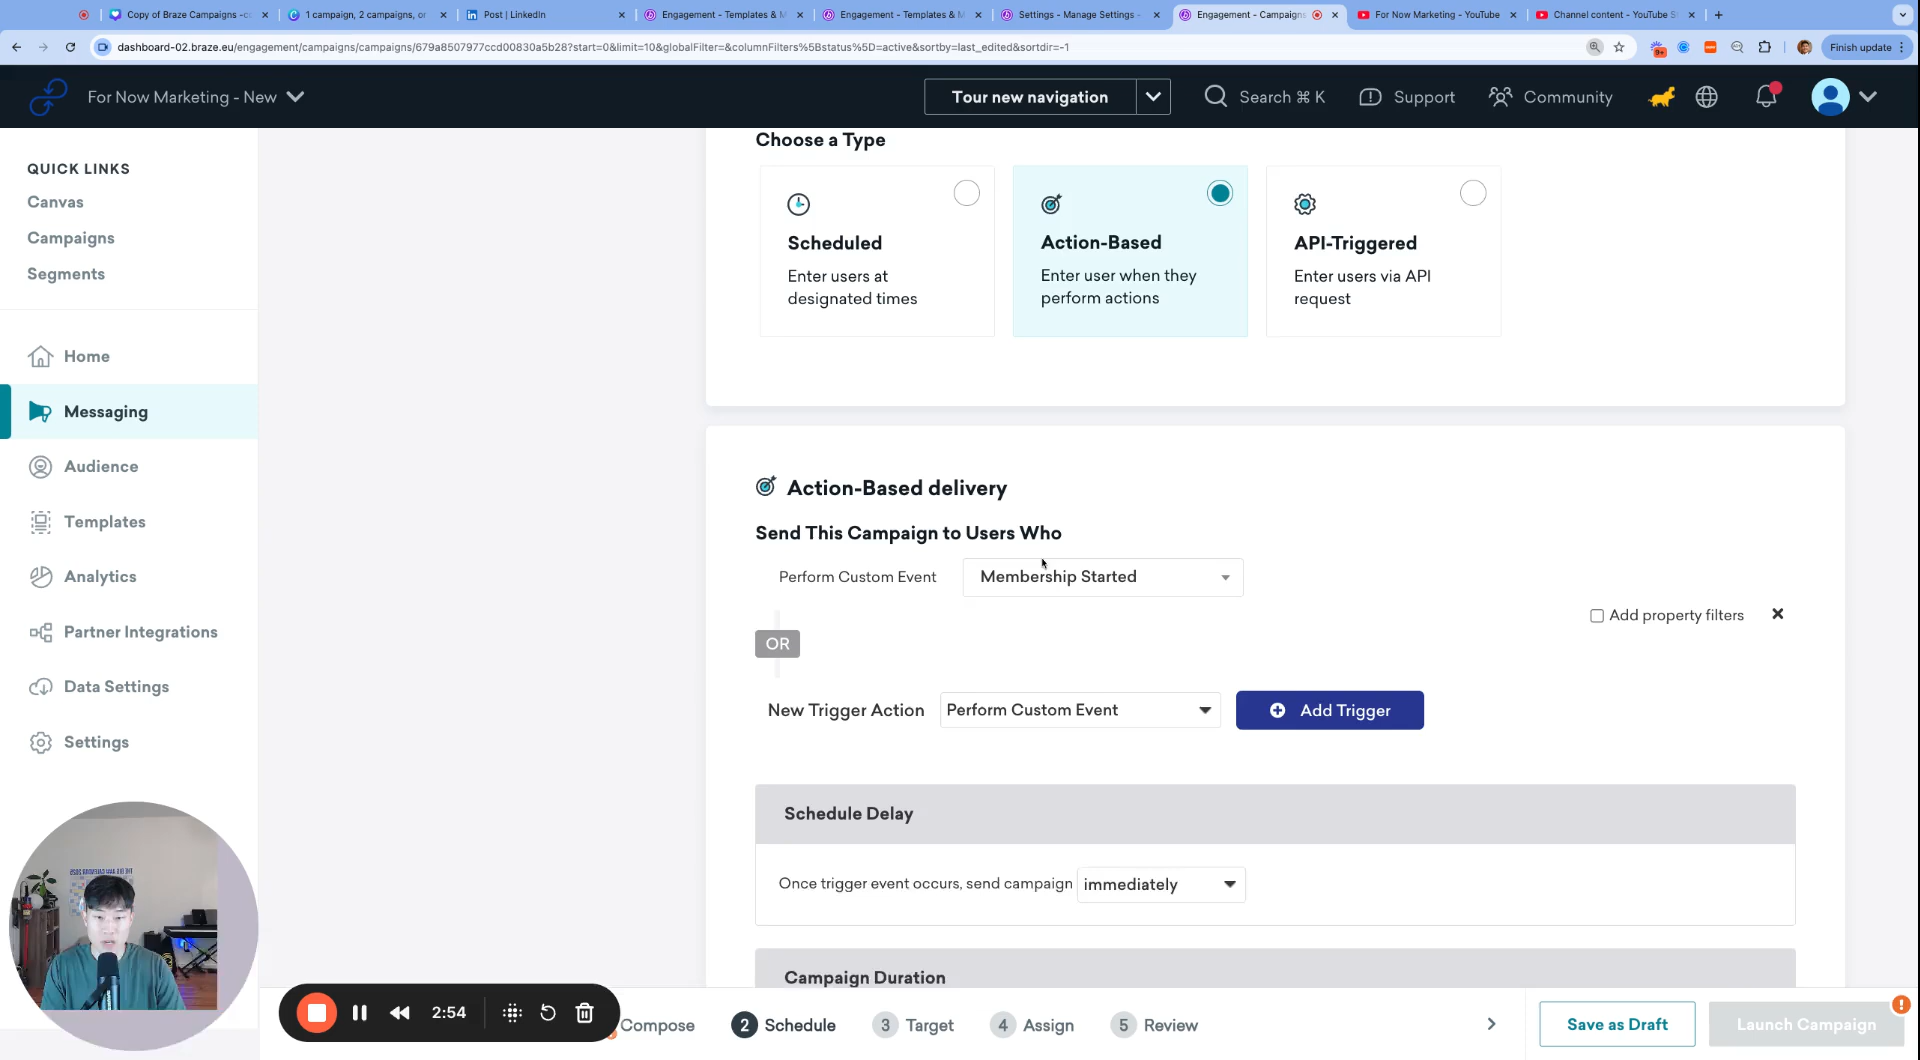 Copy of Braze Campaigns -c
1 campaign, 2 campaigns, or
Post | LinkedIn
Engagement - Templates & M
Engagement - Templates & M
Settings - Manage Settings -
Engagement - Campaigns
For Now Marketing - YouTube
Channel content - YouTube S
dashboard-02.braze.eu/engagement/campaigns/campaigns/679a8507977ccd00830a5b28?start=0&limit=10&globalFilter=&columnFilters%5Bstatus%5D=active&sortby=last_edited&sortdir=-1
9+
Finish update
For Now Marketing - New
Tour new navigation
Search ⌘ K
Support
Community
QUICK LINKS
Canvas
Campaigns
Segments
Home
Messaging
Audience
Templates
Analytics
Partner Integrations
Data Settings
Settings
Choose a Type
Scheduled
Enter users at
designated times
Action-Based
Enter user when they
perform actions
API-Triggered
Enter users via API
request
Action-Based delivery
Send This Campaign to Users Who
Perform Custom Event
Membership Started
Add property filters
OR
New Trigger Action
Perform Custom Event
Add Trigger
Schedule Delay
Once trigger event occurs, send campaign
immediately
Campaign Duration
2:54
Compose
2 Schedule
3 Target
4 Assign
5 Review
Save as Draft
Launch Campaign